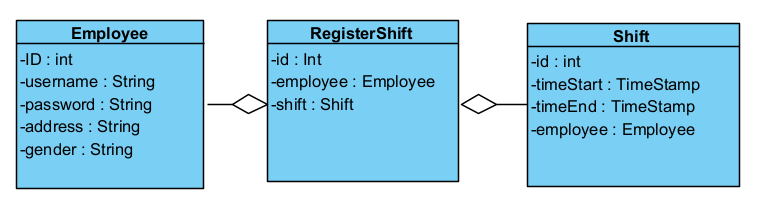 Employee
-ID : int
-username : String
-password : String
-address : String
-gender : String
RegisterShift
-id : Int
-employee : Employee
-shift : Shift
Shift
-id : int
-timeStart : TimeStamp
-timeEnd : TimeStamp
-employee : Employee